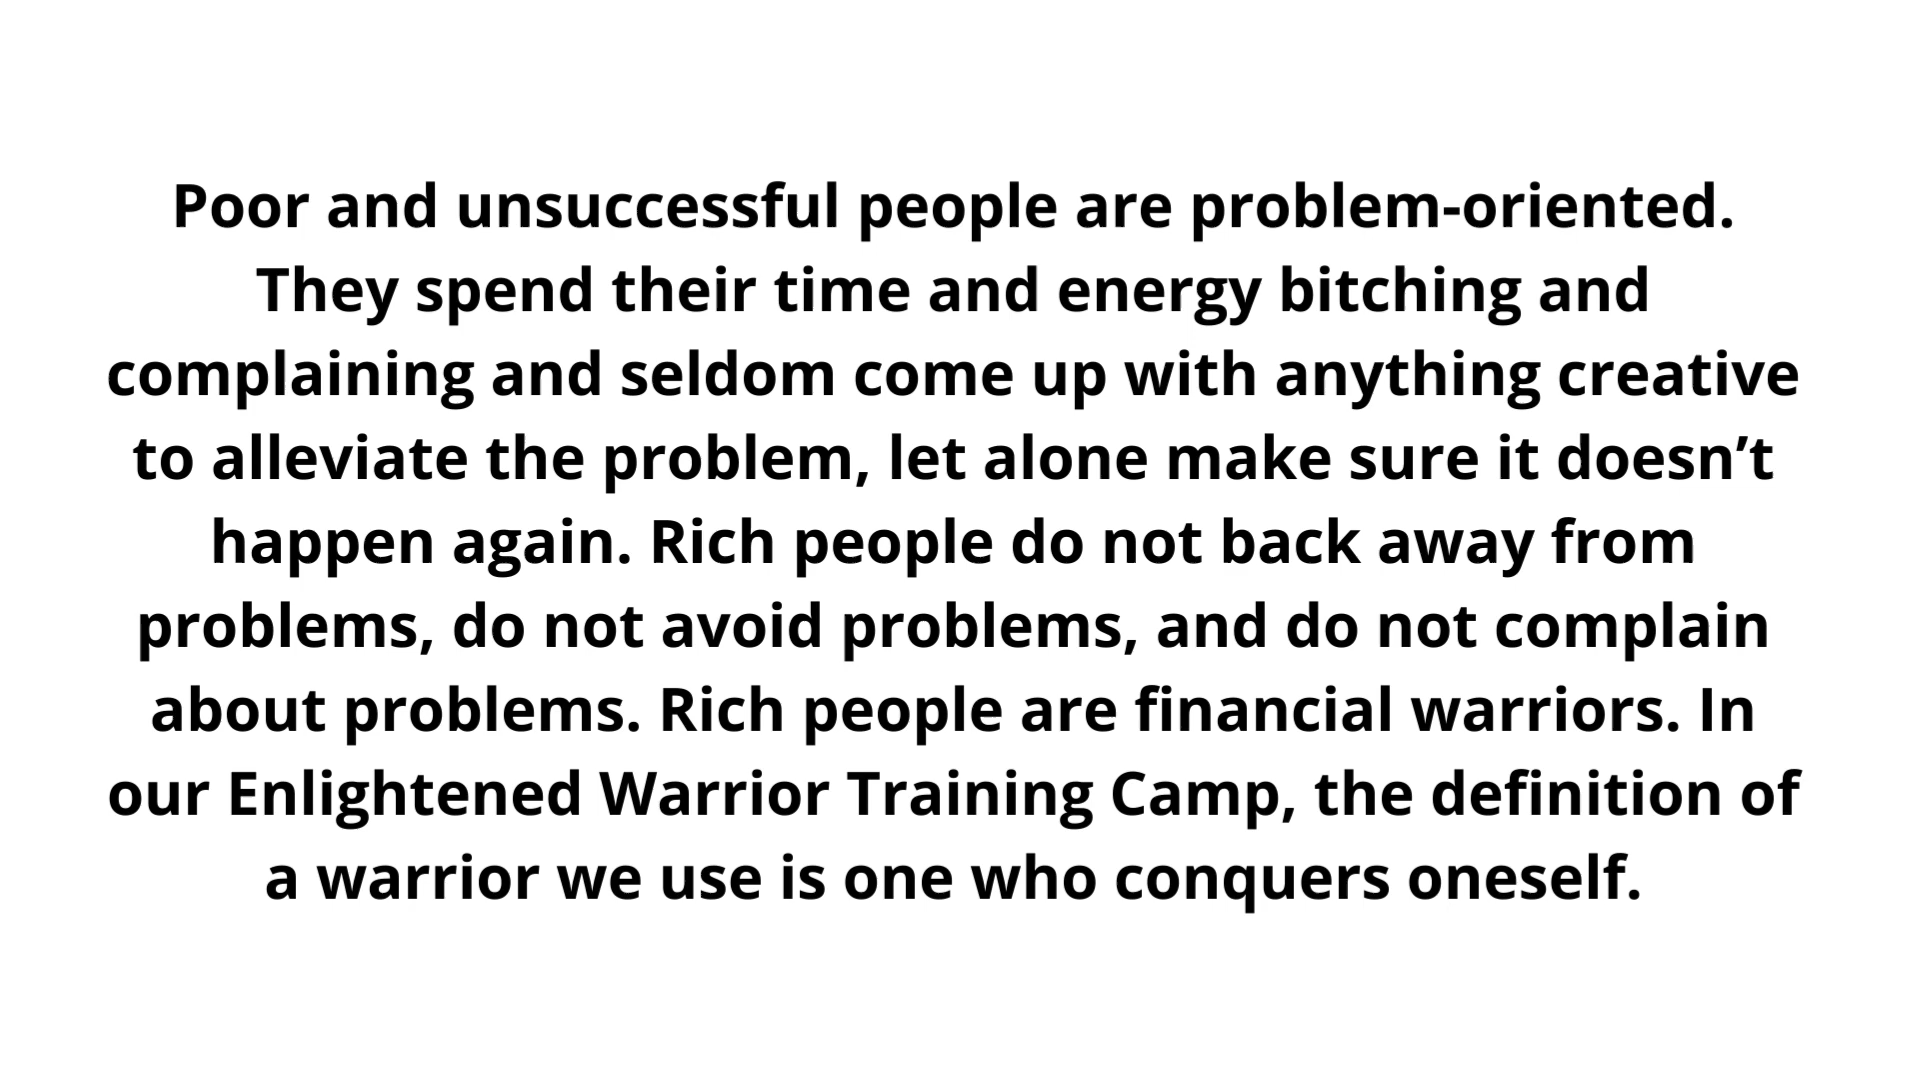 Poor and unsuccessful people are problem-oriented.
They spend their time and energy bitching and
complaining and seldom come up with anything creative
to alleviate the problem, let alone make sure it doesn’t
happen again. Rich people do not back away from
problems, do not avoid problems, and do not complain
about problems. Rich people are financial warriors. In
our Enlightened Warrior Training Camp, the definition of
a warrior we use is one who conquers oneself.